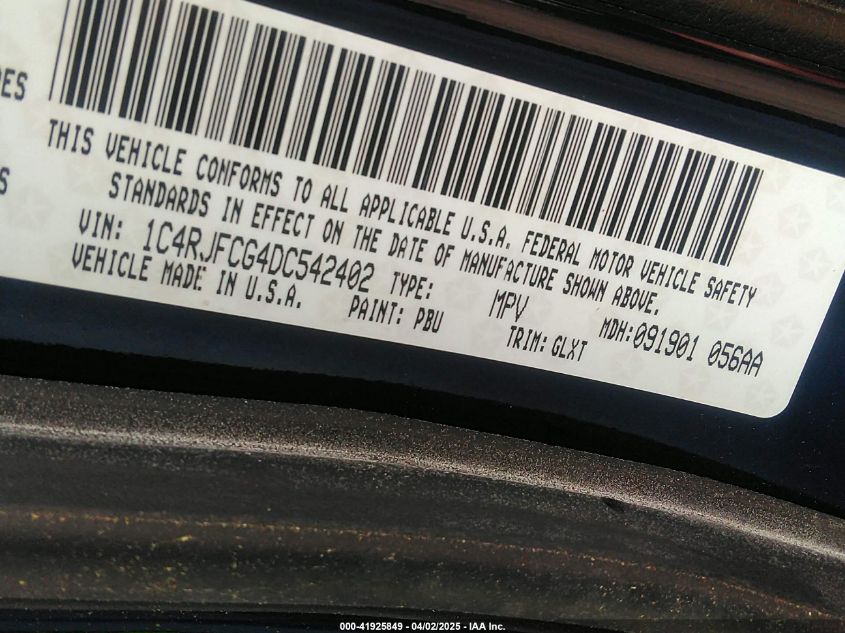 PES
S
THIS VEHICLE CONFORMS TO ALL APPLICABLE U.S.A. FEDERAL MOTOR VEHICLE SAFETY
STANDARDS IN EFFECT ON THE DATE OF MANUFACTURE SHOWN ABOVE.
VIN: 1C4RJFCG4DC542402 TYPE: MPV MDH:091901 056AA
VEHICLE MADE IN U.S.A. PAINT: PBU TRIM: GLXT
000-41925849 - 04/02/2025 - IAA Inc.